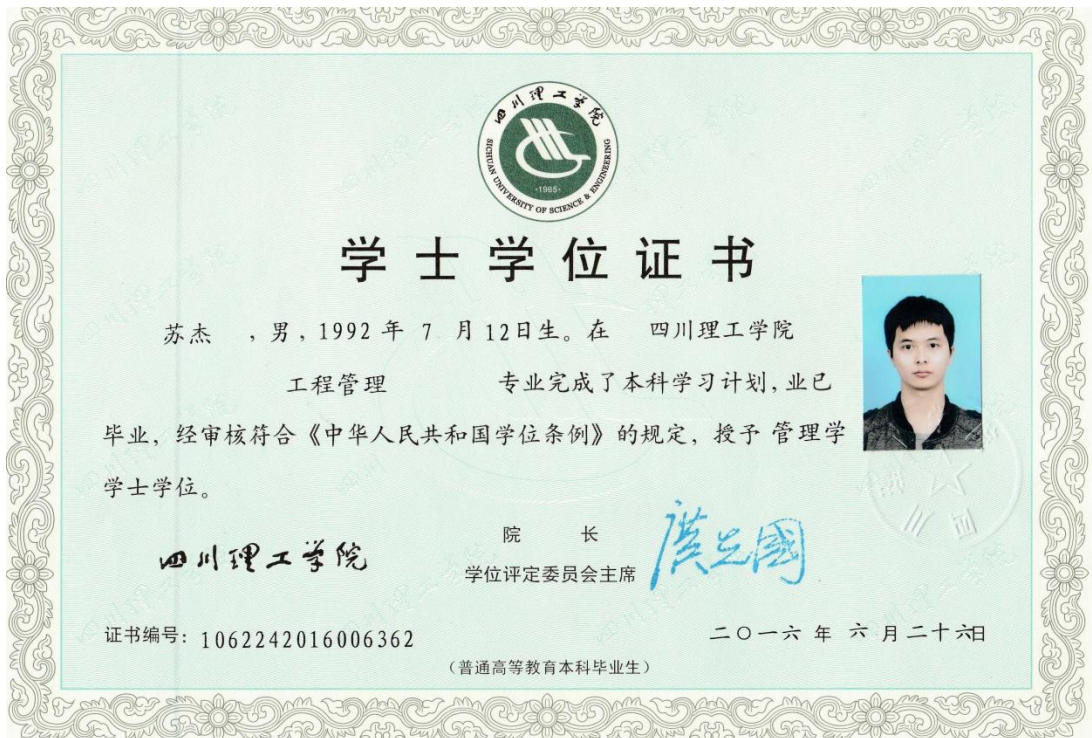 四川理工学院
SICHUAN UNIVERSITY OF SCIENCE & ENGINEERING
·1965·
学士学位证书
苏杰 ，男，1992年 7 月12日生。在 四川理工学院
工程管理 专业完成了本科学习计划，业已
毕业，经审核符合《中华人民共和国学位条例》的规定，授予 管理学
学士学位。
四川理工学院
院 长
学位评定委员会主席
证书编号：1062242016006362
二○一六 年 六 月二十六日
（普通高等教育本科毕业生）